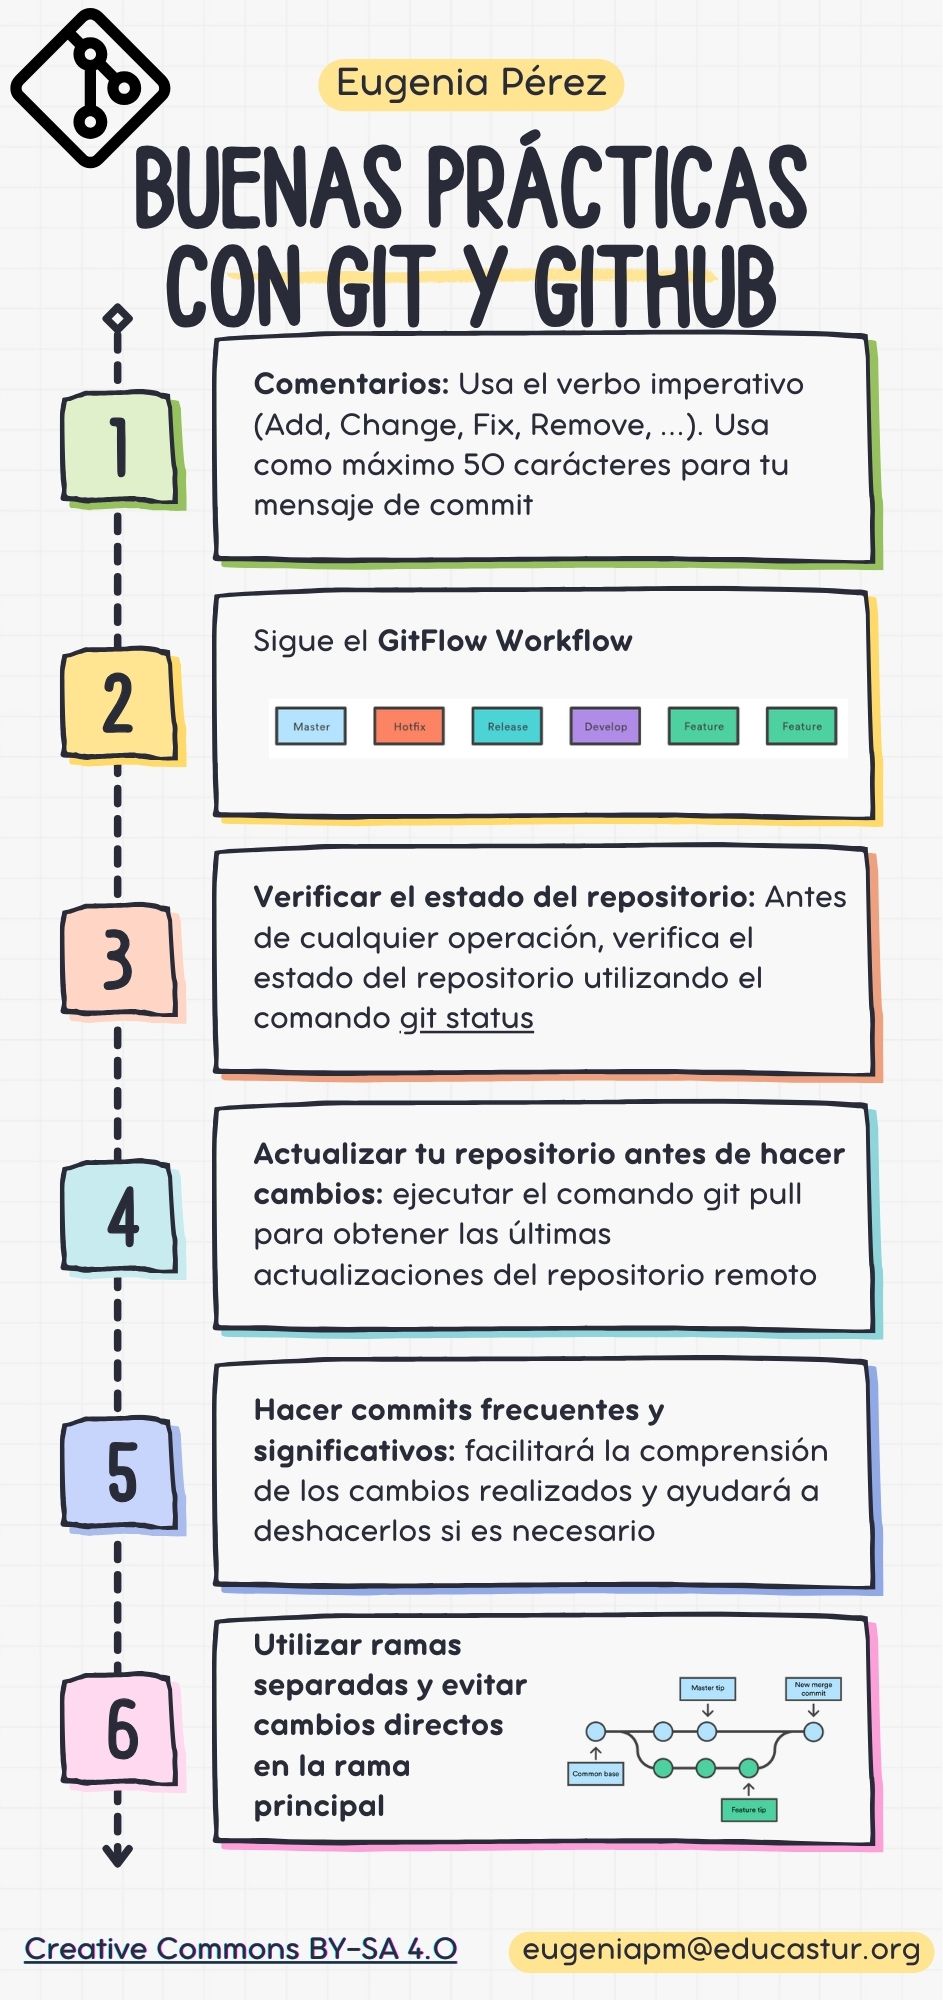 Eugenia Pérez
BUENAS PRÁCTICAS
CON GIT Y GITHUB
1
Comentarios: Usa el verbo imperativo
(Add, Change, Fix, Remove, ...). Usa
como máximo 50 carácteres para tu
mensaje de commit
2
Sigue el GitFlow Workflow
Master Hotfix Release Develop Feature Feature
3
Verificar el estado del repositorio: Antes
de cualquier operación, verifica el
estado del repositorio utilizando el
comando git status
4
Actualizar tu repositorio antes de hacer
cambios: ejecutar el comando git pull
para obtener las últimas
actualizaciones del repositorio remoto
5
Hacer commits frecuentes y
significativos: facilitará la comprensión
de los cambios realizados y ayudará a
deshacerlos si es necesario
6
Utilizar ramas
separadas y evitar
cambios directos
en la rama
principal
Master tip
New merge
commit
Common base
Feature tip
Creative Commons BY-SA 4.0
eugeniapm@educastur.org